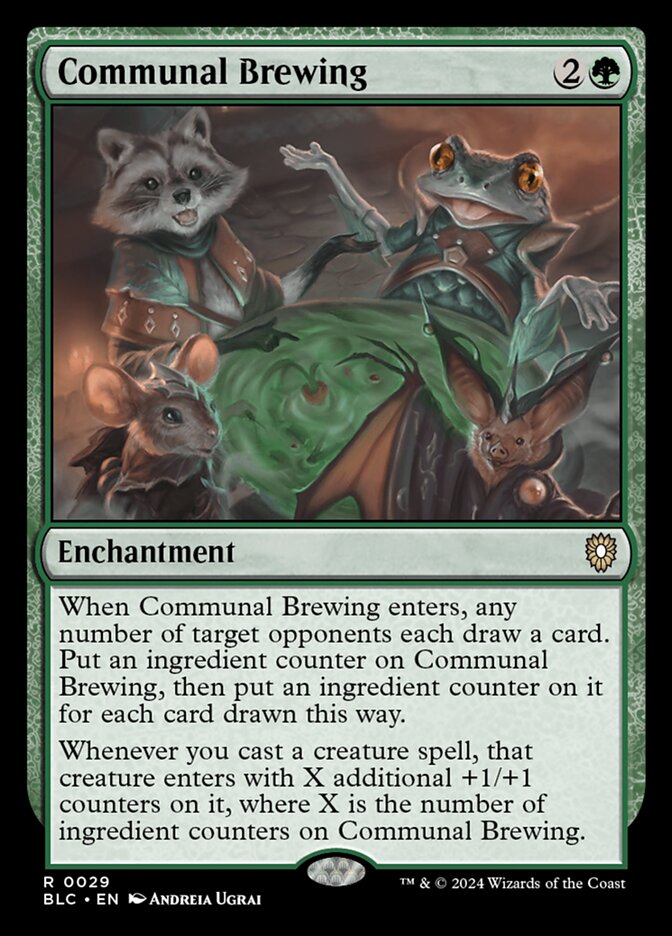 Communal Brewing 2
Enchantment
When Communal Brewing enters, any
number of target opponents each draw a card.
Put an ingredient counter on Communal
Brewing, then put an ingredient counter on it
for each card drawn this way.
Whenever you cast a creature spell, that
creature enters with X additional +1/+1
counters on it, where X is the number of
ingredient counters on Communal Brewing.
R 0029
BLC • EN Andreia Ugrai
™ & © 2024 Wizards of the Coast